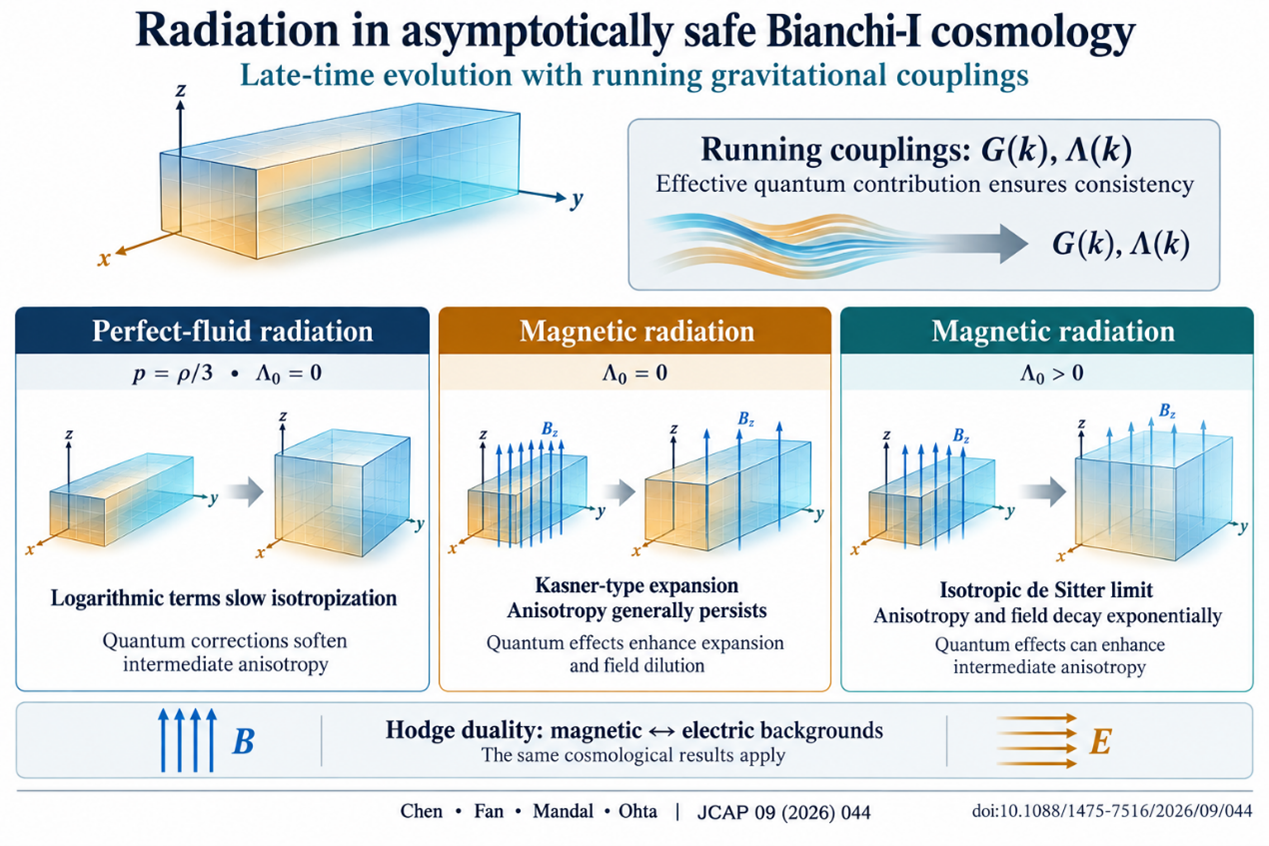 Radiation in asymptotically safe Bianchi-I cosmology
Late-time evolution with running gravitational couplings
z
y
x
Running couplings: G(k), Λ(k)
Effective quantum contribution ensures consistency
G(k), Λ(k)
Perfect-fluid radiation
p = ρ/3 • Λ₀ = 0
z
y
x
z
y
x
Logarithmic terms slow isotropization
Quantum corrections soften
intermediate anisotropy
Magnetic radiation
Λ₀ = 0
z
B_z
y
x
z
B_z
y
x
Kasner-type expansion
Anisotropy generally persists
Quantum effects enhance expansion
and field dilution
Magnetic radiation
Λ₀ > 0
z
B_z
y
x
z
B_z
y
x
Isotropic de Sitter limit
Anisotropy and field decay exponentially
Quantum effects can enhance
intermediate anisotropy
B
Hodge duality: magnetic ↔ electric backgrounds
The same cosmological results apply
E
Chen • Fan • Mandal • Ohta | JCAP 09 (2026) 044
doi:10.1088/1475-7516/2026/09/044